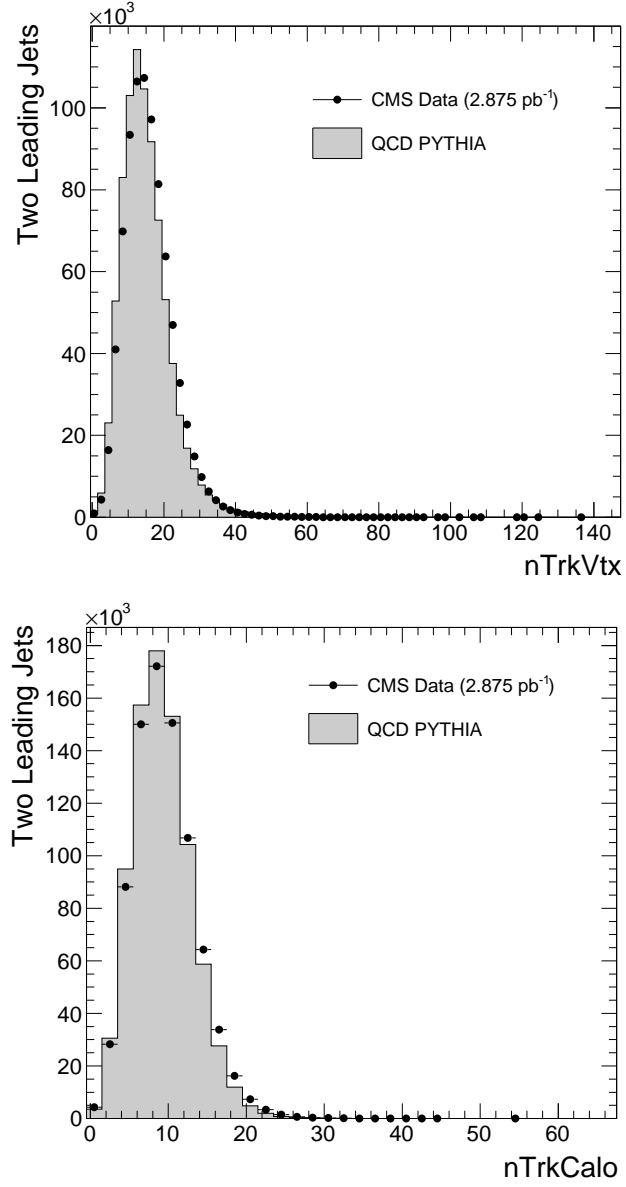 ×10³
Two Leading Jets
100
80
60
40
20
0
CMS Data (2.875 pb⁻¹)
QCD PYTHIA
0 20 40 60 80 100 120 140
nTrkVtx
×10³
Two Leading Jets
180
160
140
120
100
80
60
40
20
0
CMS Data (2.875 pb⁻¹)
QCD PYTHIA
0 10 20 30 40 50 60
nTrkCalo